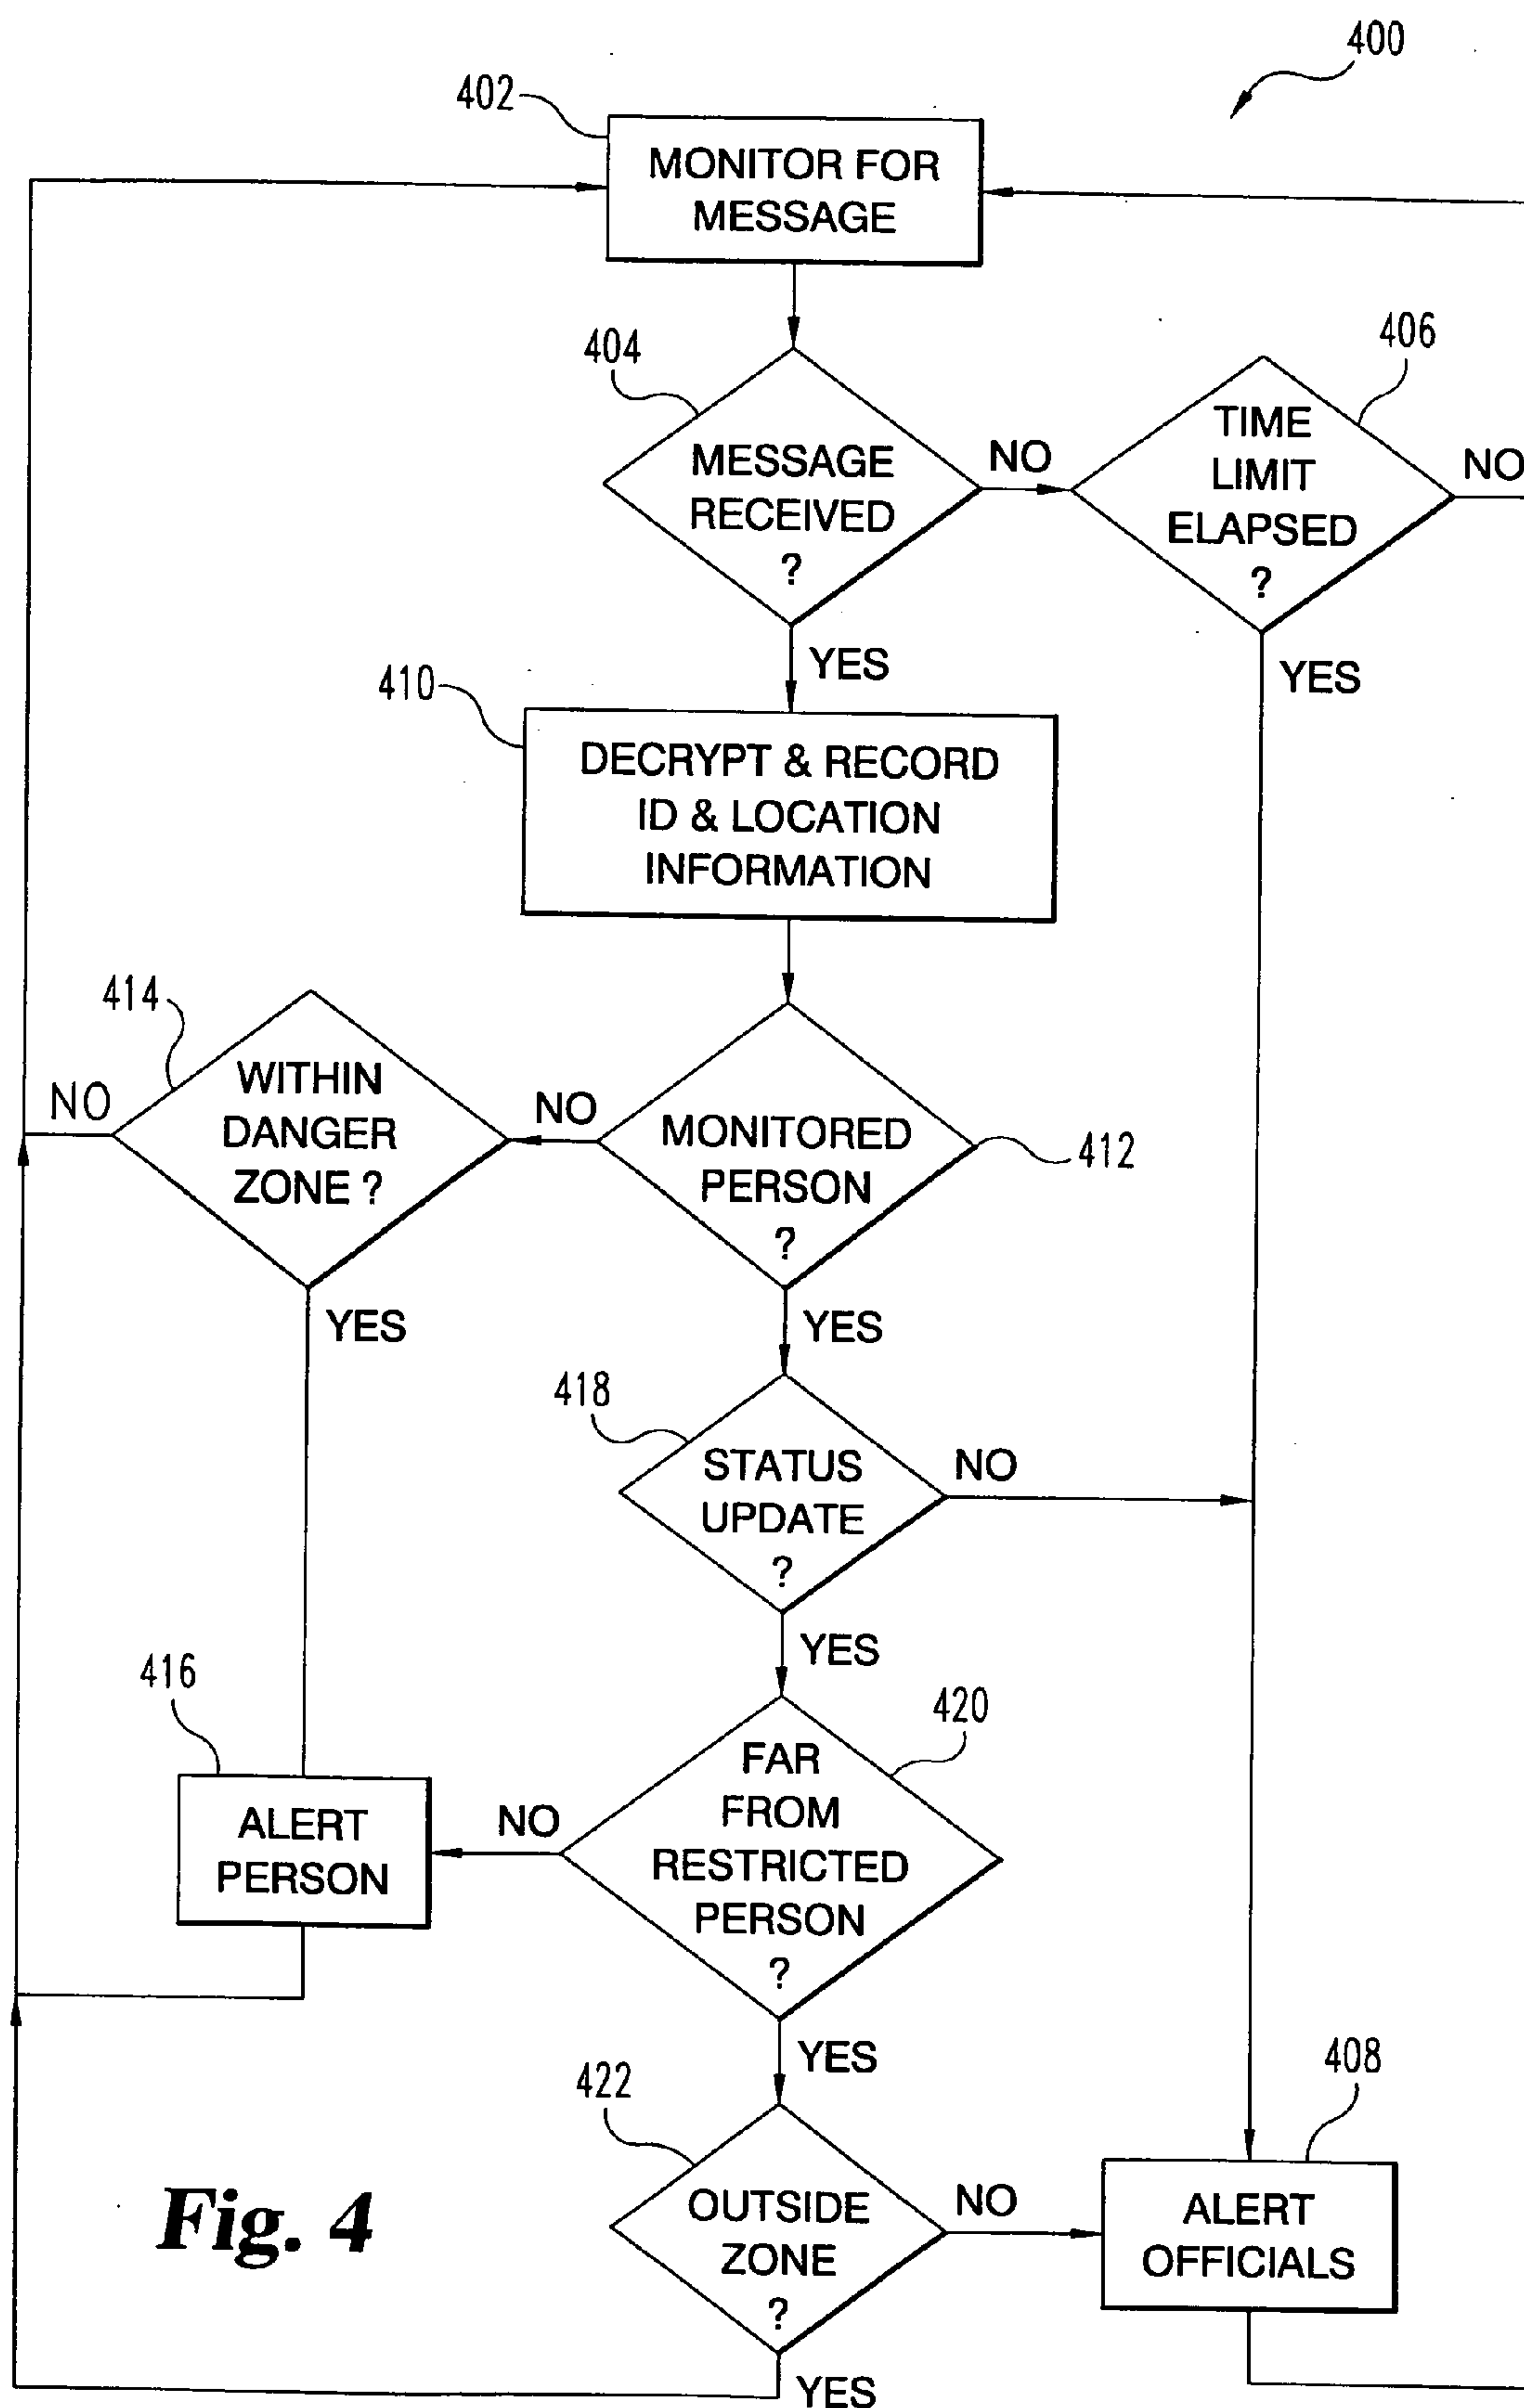 400
402
MONITOR FOR
MESSAGE
404
MESSAGE
RECEIVED
?
NO
406
TIME
LIMIT
ELAPSED
?
NO
YES
YES
410
DECRYPT & RECORD
ID & LOCATION
INFORMATION
414
WITHIN
DANGER
ZONE ?
NO
NO
MONITORED
PERSON
?
412
YES
YES
418
STATUS
UPDATE
?
NO
YES
416
ALERT
PERSON
NO
420
FAR
FROM
RESTRICTED
PERSON
?
YES
422
OUTSIDE
ZONE
?
NO
408
ALERT
OFFICIALS
YES
Fig. 4